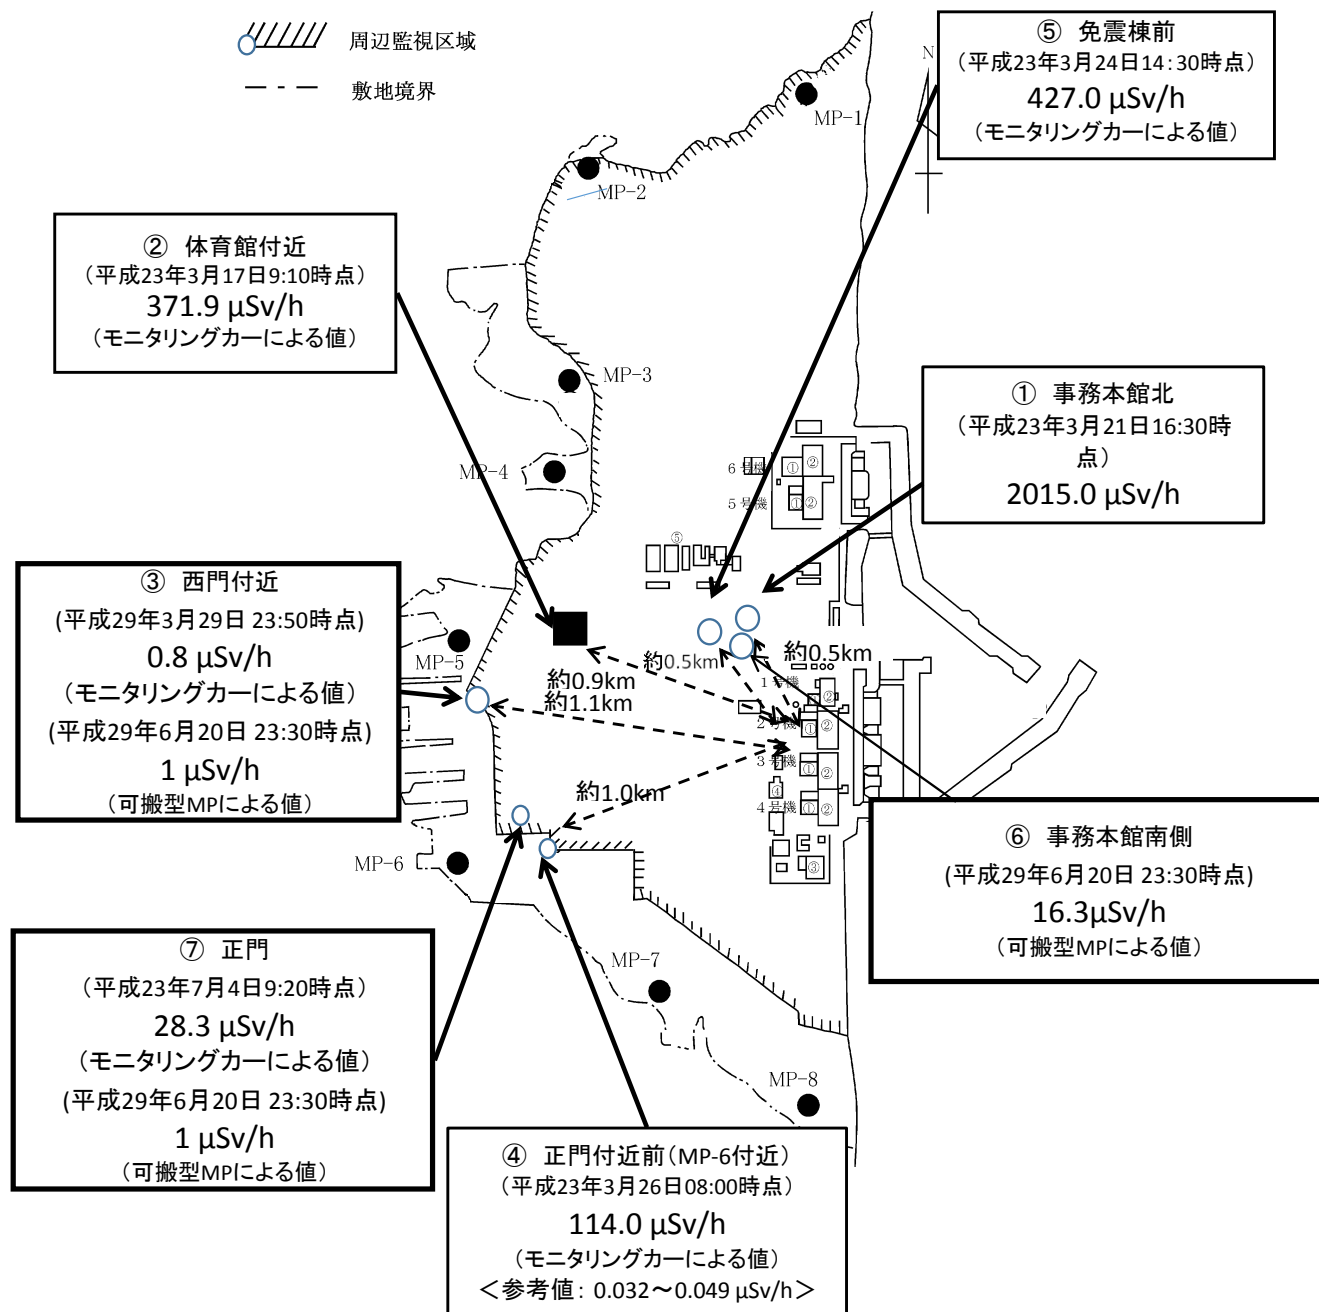 周辺監視区域
敷地境界
⑤ 免震棟前
（平成23年3月24日14：30時点）
427.0 µSv/h
（モニタリングカーによる値）
N
MP-1
MP-2
② 体育館付近
（平成23年3月17日9:10時点）
371.9 µSv/h
（モニタリングカーによる値）
MP-3
① 事務本館北
（平成23年3月21日16:30時
点）
2015.0 µSv/h
MP-4
6号機
① ②
5号機
① ②
⑤
③ 西門付近
(平成29年3月29日 23:50時点)
0.8 µSv/h
（モニタリングカーによる値）
(平成29年6月20日 23:30時点)
1 µSv/h
（可搬型MPによる値）
MP-5
約0.5km
約0.5km
約0.9km
約1.1km
1号機
②
2号機
① ②
3号機
① ②
④
約1.0km
4号機
① ②
③
MP-6
⑥ 事務本館南側
(平成29年6月20日 23:30時点)
16.3µSv/h
（可搬型MPによる値）
⑦ 正門
（平成23年7月4日9:20時点）
28.3 µSv/h
（モニタリングカーによる値）
(平成29年6月20日 23:30時点)
1 µSv/h
（可搬型MPによる値）
MP-7
MP-8
④ 正門付近前（MP-6付近）
（平成23年3月26日08:00時点）
114.0 µSv/h
（モニタリングカーによる値）
＜参考値： 0.032～0.049 µSv/h＞